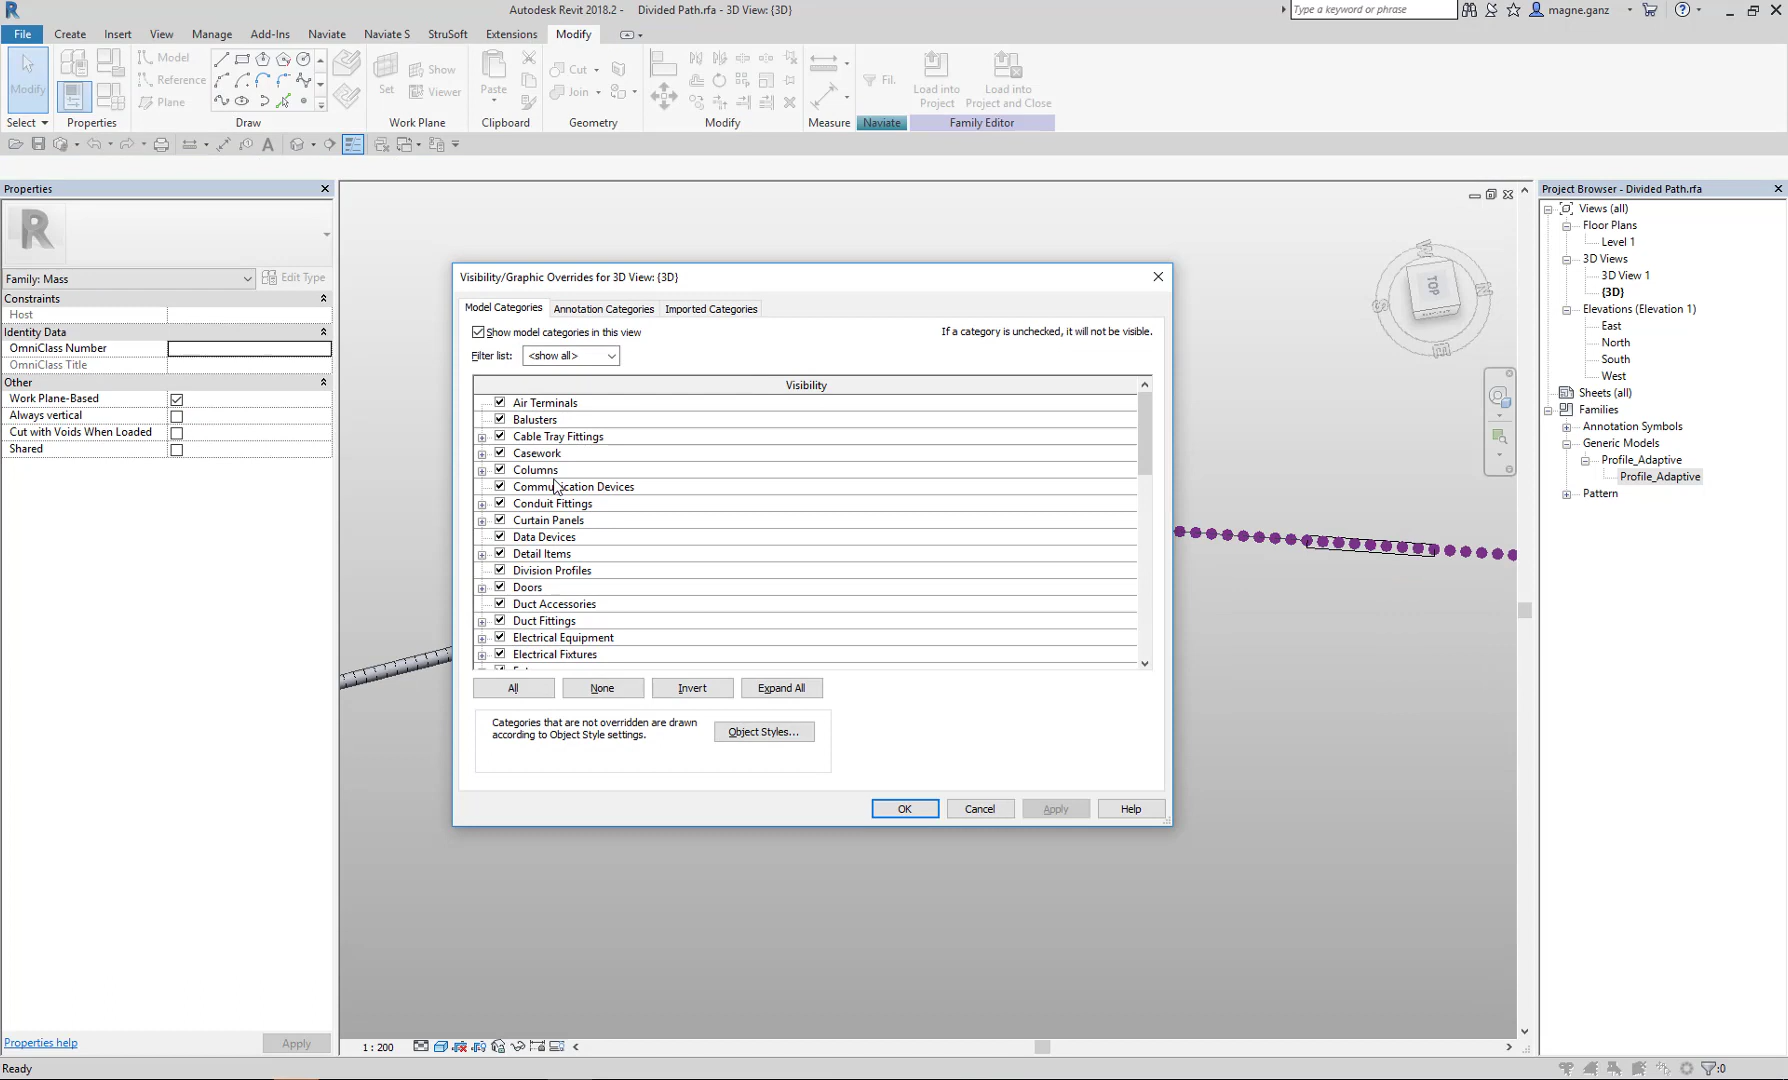 Autodesk Revit 2018.2 -   Divided Path.rfa - 3D View: {3D}
Type a keyword or phrase
magne.ganz
File Create Insert View Manage Add-Ins Navigate Navigate S StruSoft Extensions Modify
Modify
Model
Reference
Plane
Set
Show
Viewer
Paste
Cut
Join
Fil.
Load into
Project
Load into
Project and Close
Select Properties Draw Work Plane Clipboard Geometry Modify Measure Naviate Family Editor
Properties
R
Family: Mass
Edit Type
Constraints
Host
Identity Data
OmniClass Number
OmniClass Title
Other
Work Plane-Based
Always vertical
Cut with Voids When Loaded
Shared
Properties help
Apply
Visibility/Graphic Overrides for 3D View: {3D}
Model Categories Annotation Categories Imported Categories
Show model categories in this view
If a category is unchecked, it will not be visible.
Filter list: <show all>
Visibility
Air Terminals
Balusters
Cable Tray Fittings
Casework
Columns
Communication Devices
Conduit Fittings
Curtain Panels
Data Devices
Detail Items
Division Profiles
Doors
Duct Accessories
Duct Fittings
Electrical Equipment
Electrical Fixtures
All None Invert Expand All
Categories that are not overridden are drawn
according to Object Style settings.
Object Styles...
OK Cancel Apply Help
TOP
Project Browser - Divided Path.rfa
Views (all)
Floor Plans
Level 1
3D Views
3D View 1
{3D}
Elevations (Elevation 1)
East
North
South
West
Sheets (all)
Families
Annotation Symbols
Generic Models
Profile_Adaptive
Profile_Adaptive
Pattern
1 : 200
Ready
:0